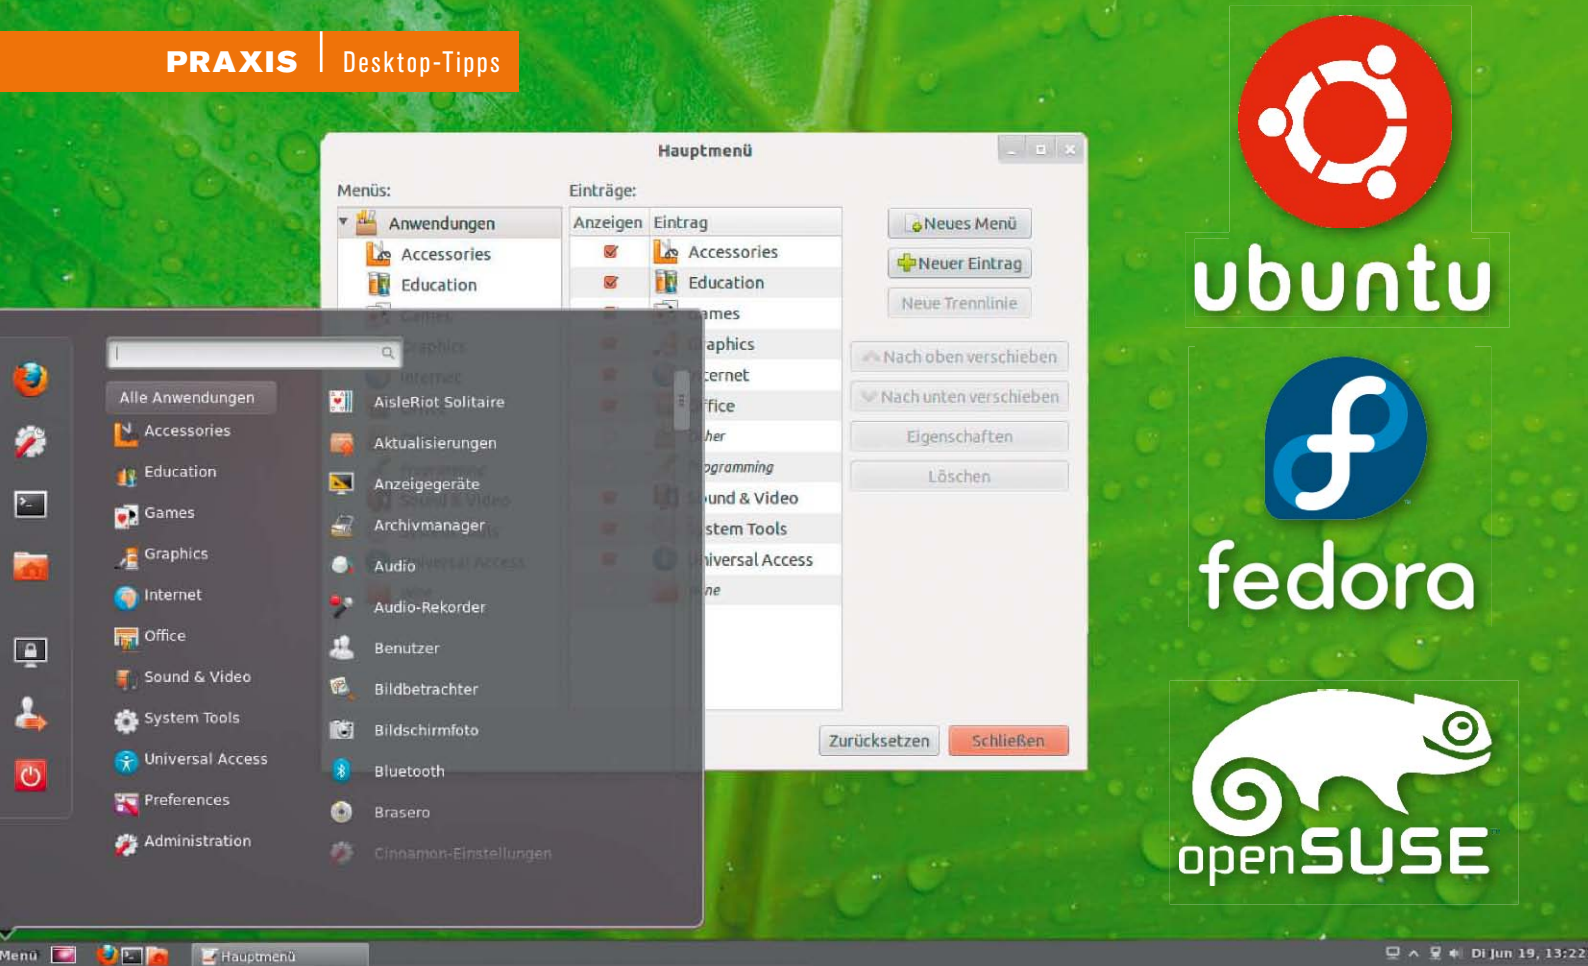 PRAXIS Desktop-Tipps
Hauptmenü
Menüs:
Einträge:
Anwendungen
Accessories
Education
Anzeigen Eintrag
Accessories
Education
Sound & Video
Neues Menü
Neuer Eintrag
Neue Trennlinie
Nach oben verschieben
Nach unten verschieben
Eigenschaften
Löschen
Zurücksetzen
Schließen
Alle Anwendungen
Accessories
Education
Games
Graphics
Internet
Office
Sound & Video
System Tools
Universal Access
Preferences
Administration
AisleRiot Solitaire
Aktualisierungen
Anzeigegeräte
Archivmanager
Audio
Audio-Rekorder
Benutzer
Bildbetrachter
Bildschirmfoto
Bluetooth
Brasero
Cinnamon-Einstellungen
ubuntu
fedora
openSUSE
Menü
Hauptmenü
Di Jun 19, 13:22